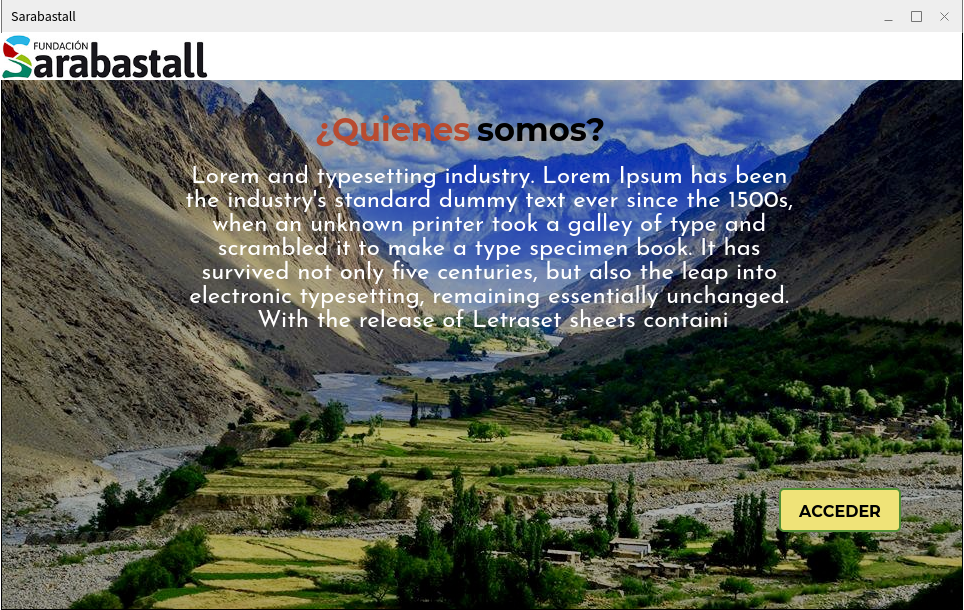 Sarabastall
FUNDACIÓN
Sarabastall
¿Quienes somos?
Lorem and typesetting industry. Lorem Ipsum has been
the industry's standard dummy text ever since the 1500s,
when an unknown printer took a galley of type and
scrambled it to make a type specimen book. It has
survived not only five centuries, but also the leap into
electronic typesetting, remaining essentially unchanged.
With the release of Letraset sheets containi
ACCEDER